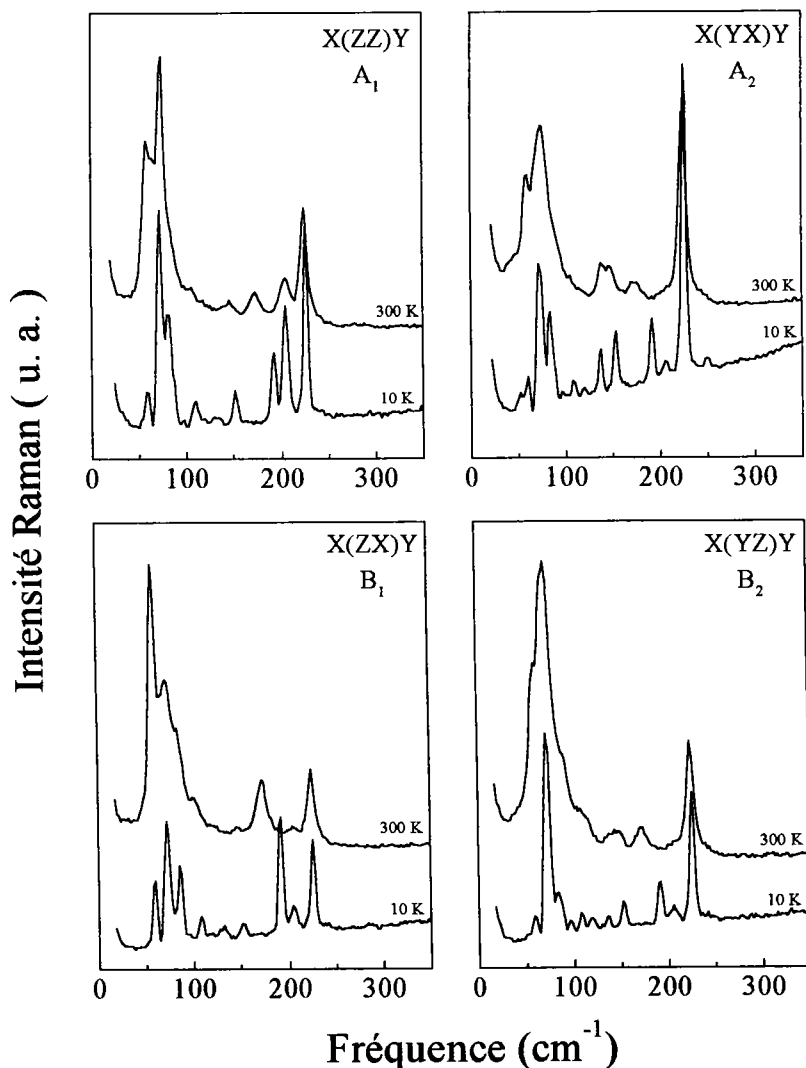 X(ZZ)Y
A₁
300 K
10 K
0 100 200 300
X(YX)Y
A₂
300 K
10 K
0 100 200 300
X(ZX)Y
B₁
300 K
10 K
0 100 200 300
X(YZ)Y
B₂
300 K
10 K
0 100 200 300
Intensité Raman ( u. a. )
Fréquence (cm⁻¹)